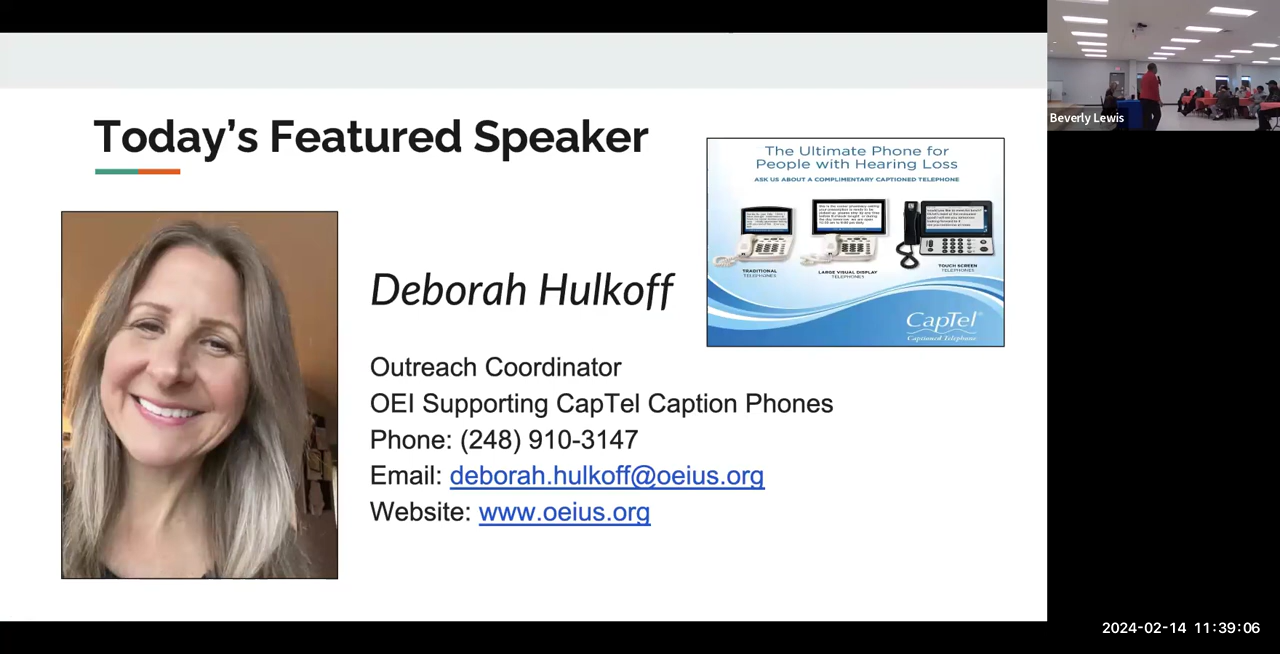 Today's Featured Speaker
Beverly Lewis
The Ultimate Phone for
People with Hearing Loss
ASK US ABOUT A COMPLIMENTARY CAPTIONED TELEPHONE
TRADITIONAL
TELEPHONES
LARGE VISUAL DISPLAY
TELEPHONES
TOUCH SCREEN
TELEPHONES
CapTel®
Captioned Telephone
Deborah Hulkoff
Outreach Coordinator
OEI Supporting CapTel Caption Phones
Phone: (248) 910-3147
Email: deborah.hulkoff@oeius.org
Website: www.oeius.org
2024-02-14 11:39:06